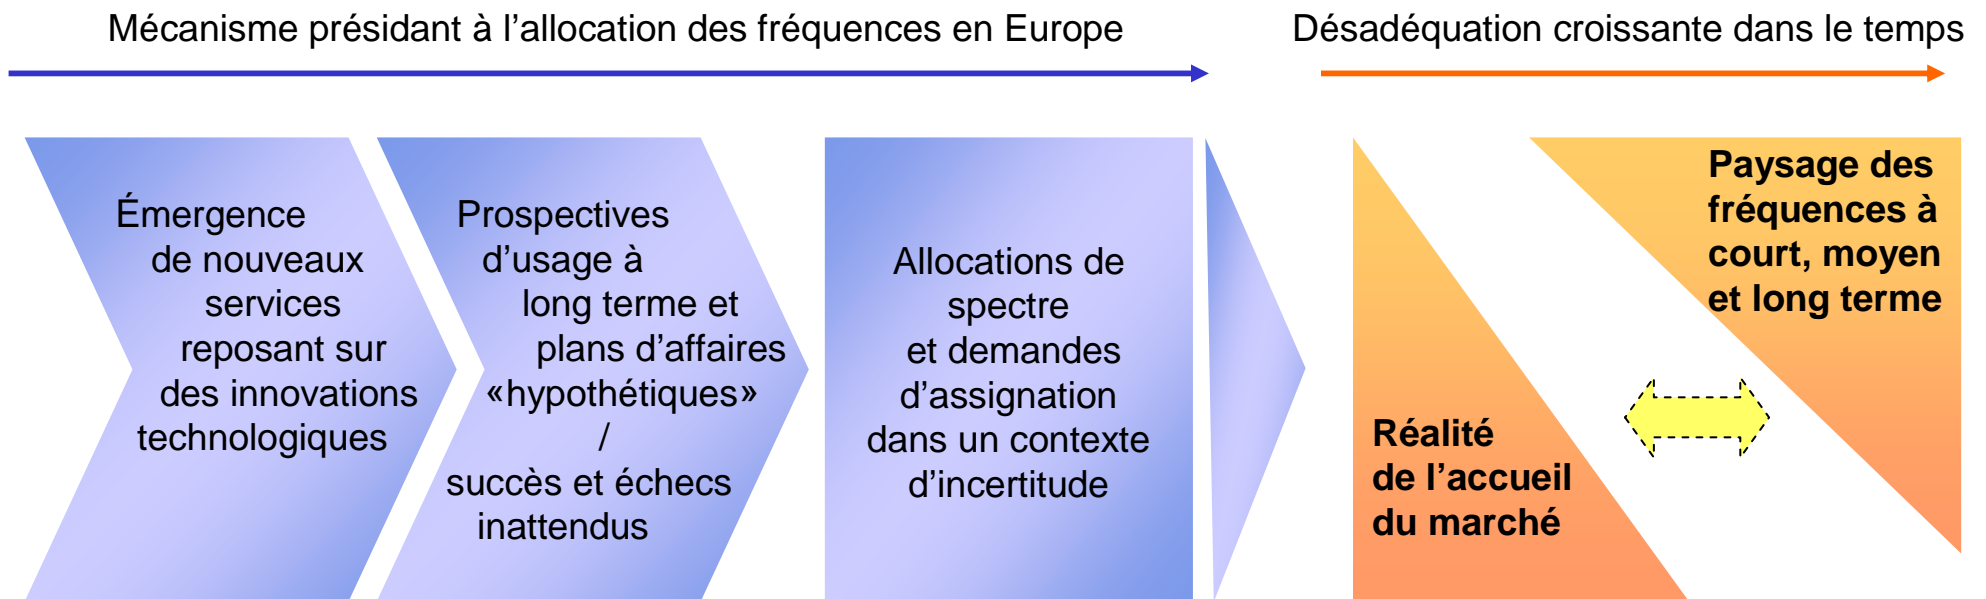 Mécanisme présidant à l’allocation des fréquences en Europe
Désadéquation croissante dans le temps
Émergence
de nouveaux
services
reposant sur
des innovations
technologiques
Prospectives
d’usage à
long terme et
plans d’affaires
«hypothétiques»
/
succès et échecs
inattendus
Allocations de
spectre
et demandes
d’assignation
dans un contexte
d’incertitude
Réalité
de l’accueil
du marché
Paysage des
fréquences à
court, moyen
et long terme